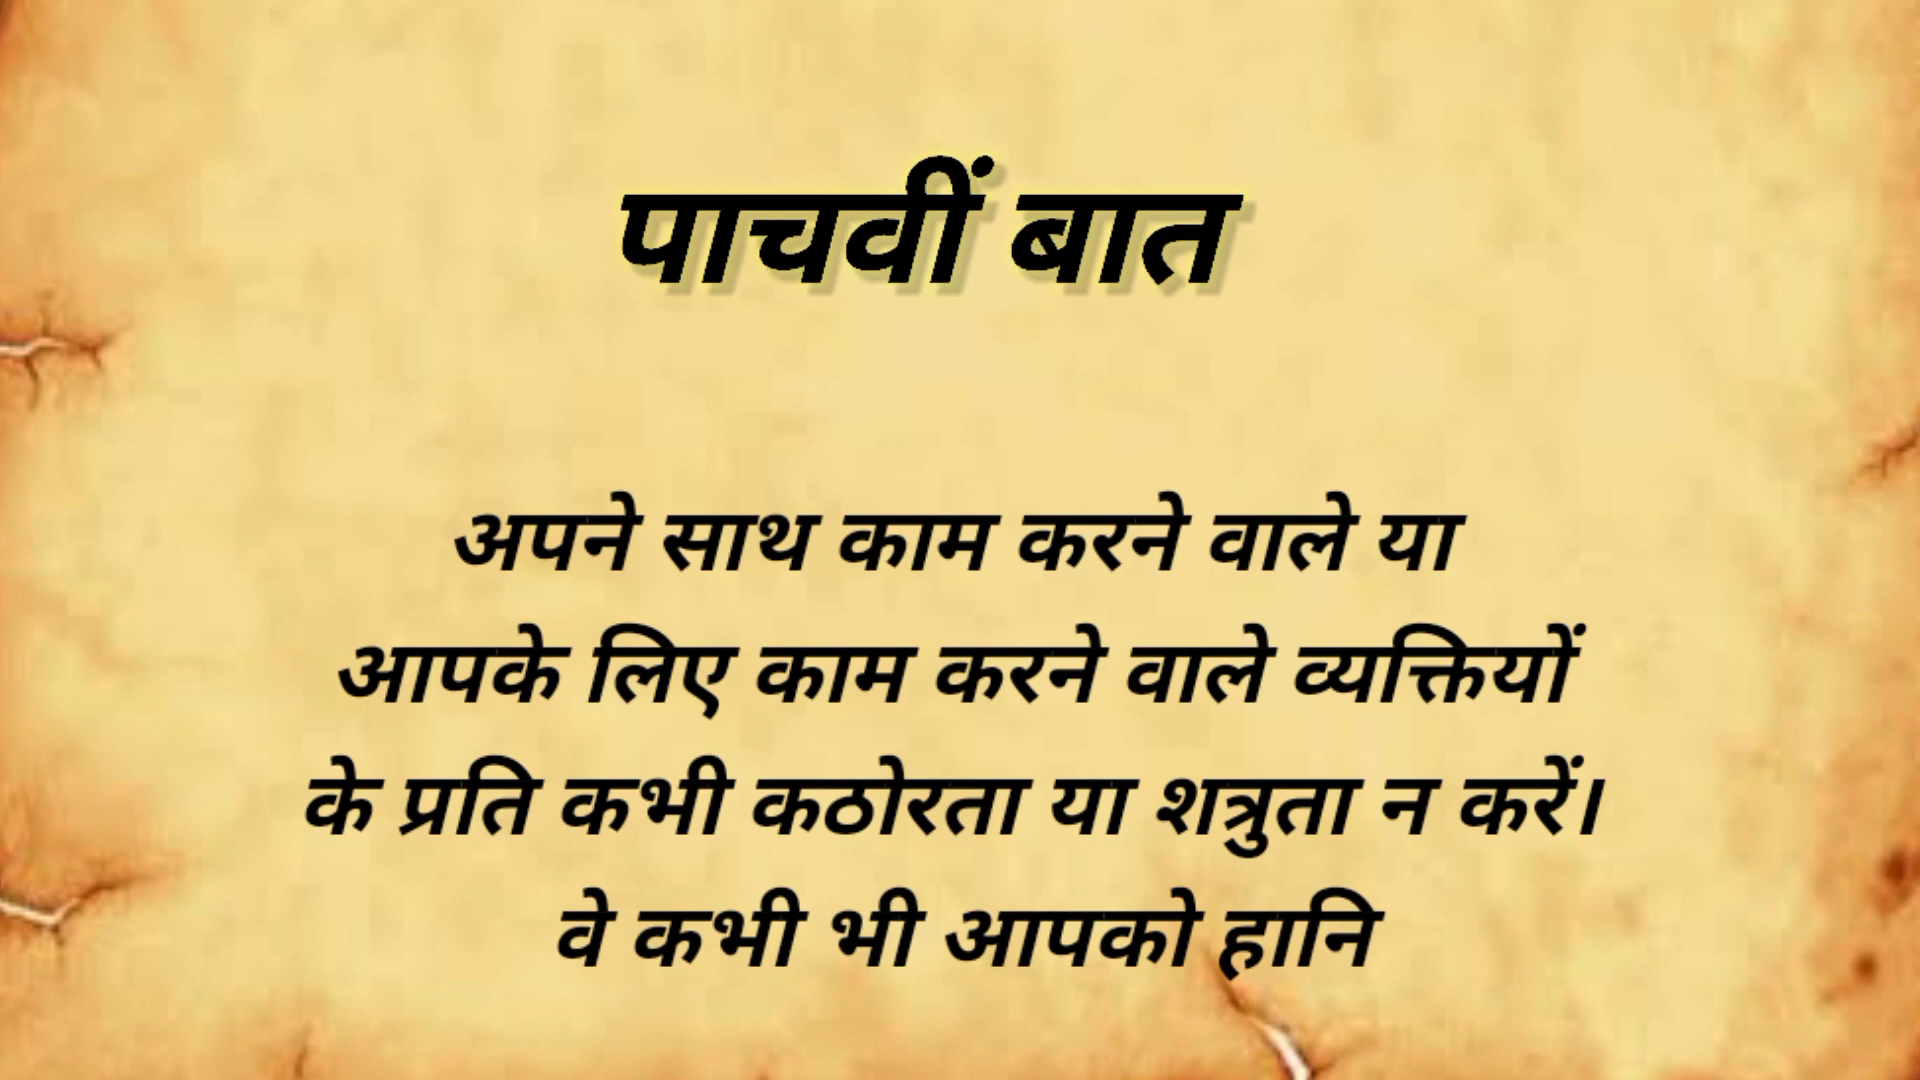 पाचवीं बात
अपने साथ काम करने वाले या
आपके लिए काम करने वाले व्यक्तियों
के प्रति कभी कठोरता या शत्रुता न करें।
वे कभी भी आपको हानि